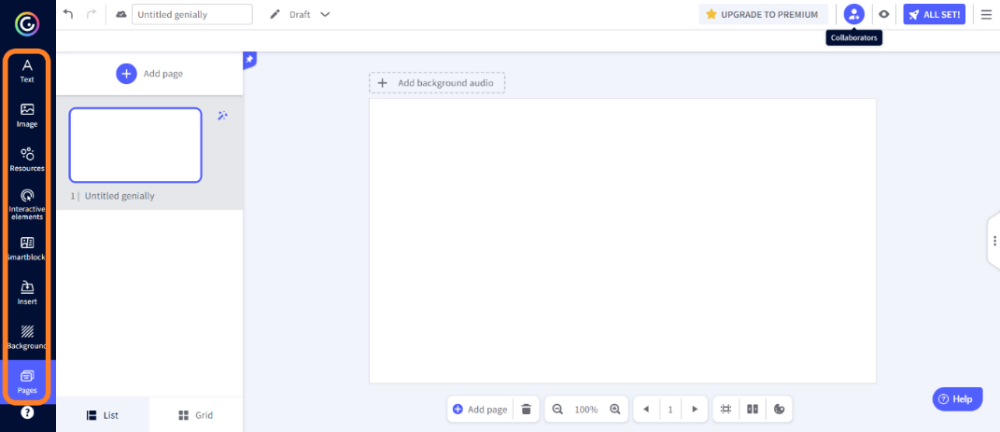 Untitled genially
Draft
UPGRADE TO PREMIUM
ALL SET!
Collaborators
Text
Image
Resources
Interactive
elements
Smartblock
Insert
Background
Pages
?
Add page
1 | Untitled genially
List
Grid
Add background audio
Add page
100%
1
? Help